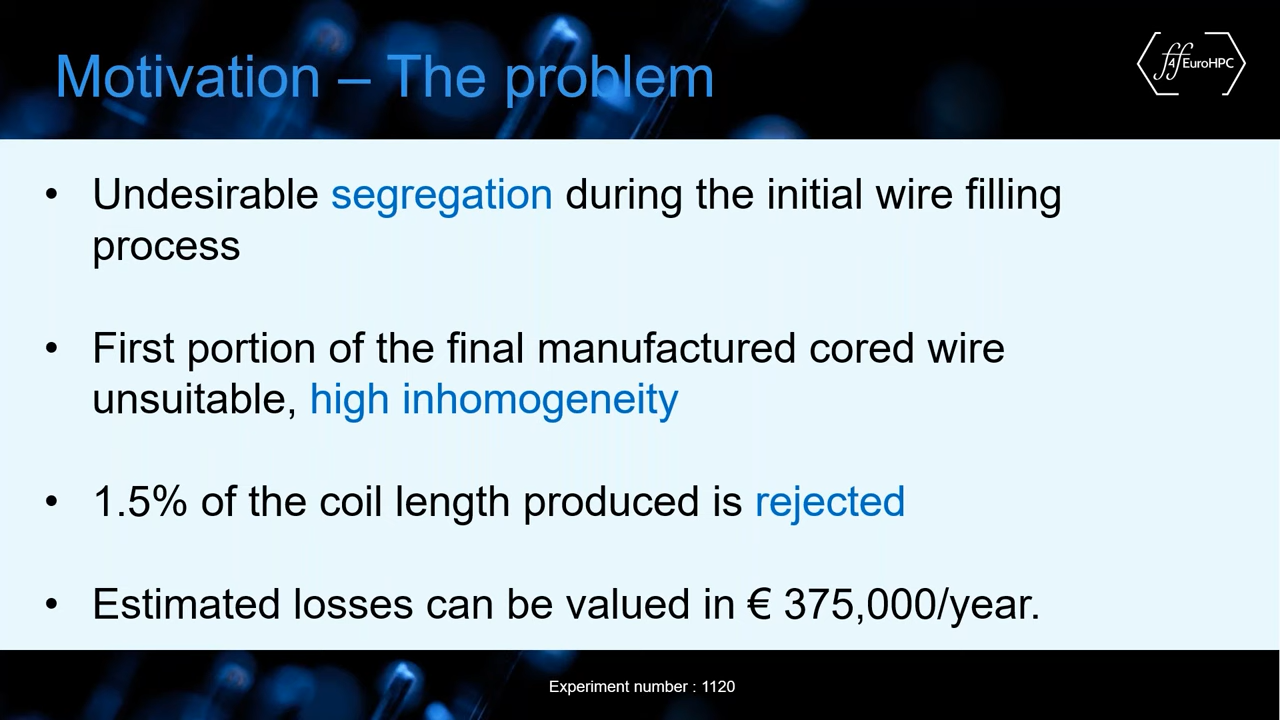 Motivation – The problem
ff4EuroHPC
• Undesirable segregation during the initial wire filling
process
• First portion of the final manufactured cored wire
unsuitable, high inhomogeneity
• 1.5% of the coil length produced is rejected
• Estimated losses can be valued in € 375,000/year.
Experiment number : 1120